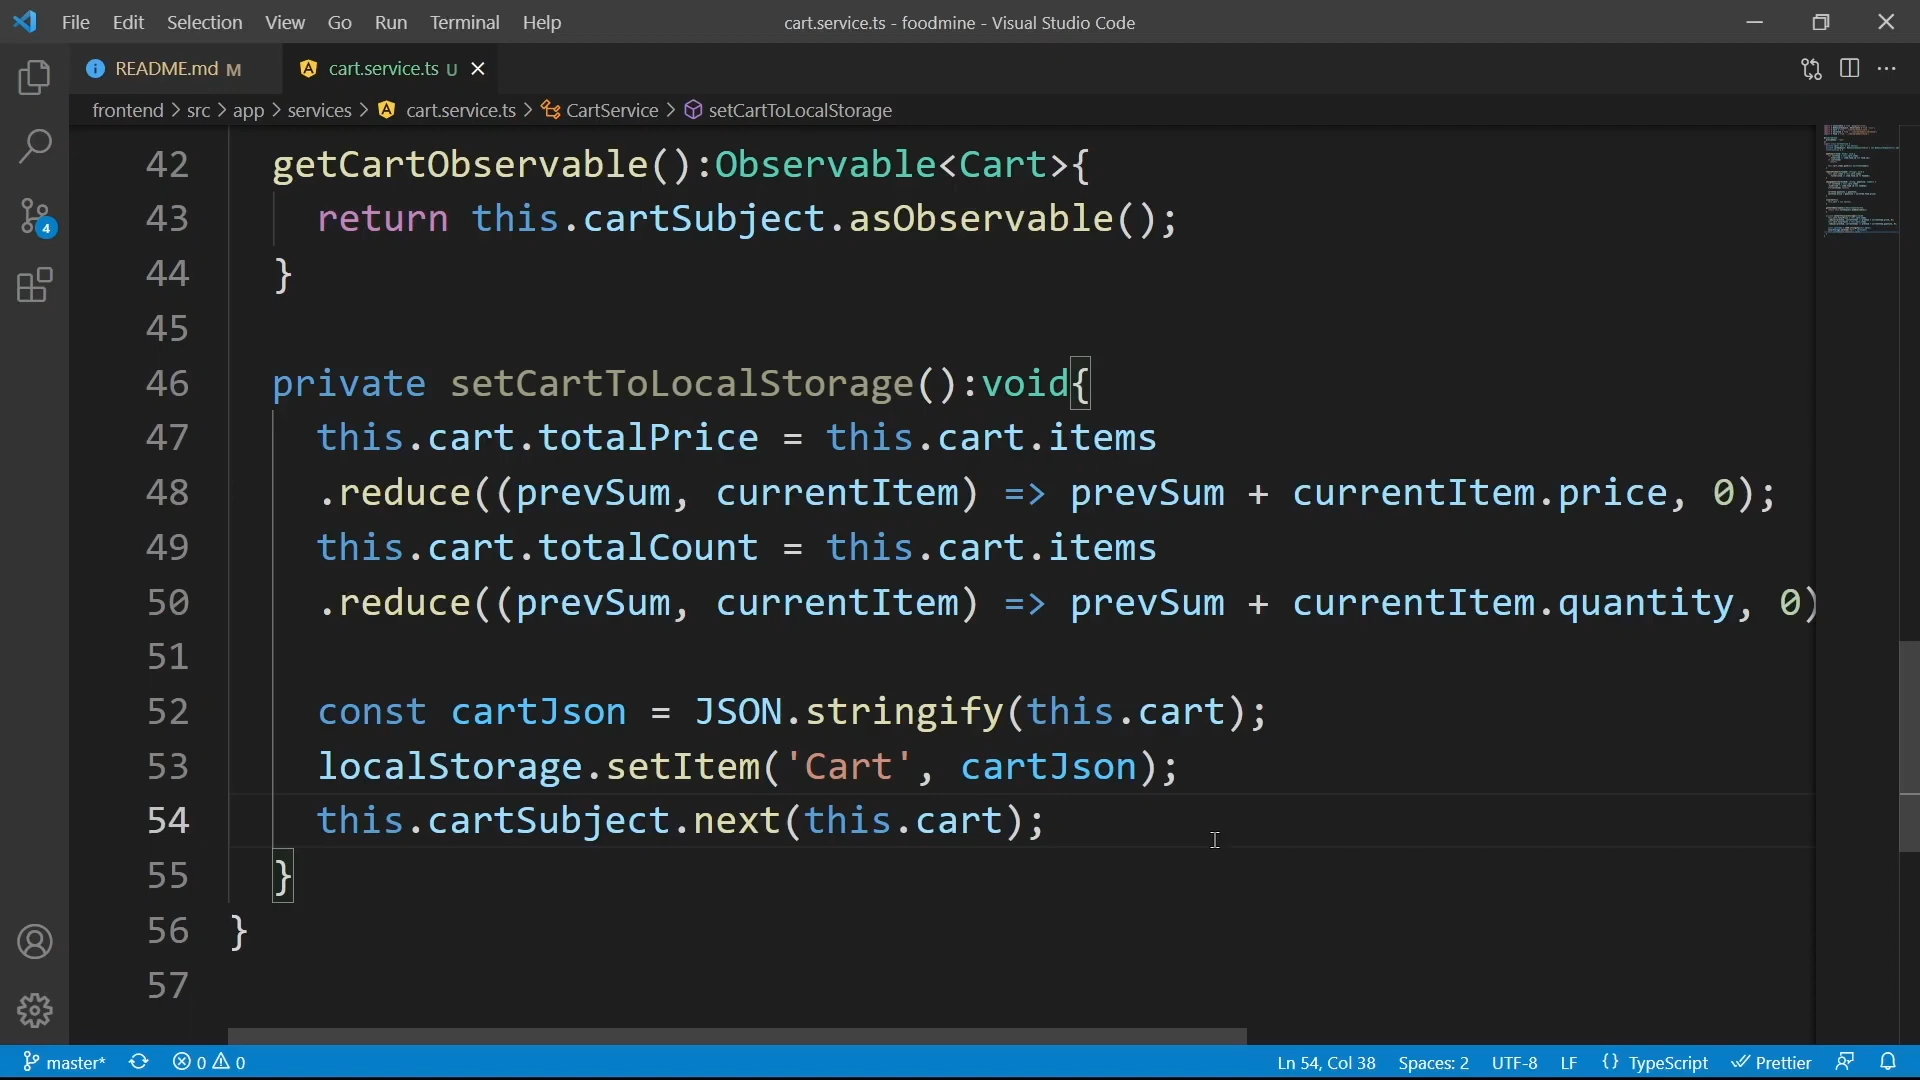 File Edit Selection View Go Run Terminal Help cart.service.ts - foodmine - Visual Studio Code
README.md M cart.service.ts U
frontend > src > app > services > cart.service.ts > CartService > setCartToLocalStorage
42 getCartObservable():Observable<Cart>{
43 return this.cartSubject.asObservable();
44 }
45
46 private setCartToLocalStorage():void{
47 this.cart.totalPrice = this.cart.items
48 .reduce((prevSum, currentItem) => prevSum + currentItem.price, 0);
49 this.cart.totalCount = this.cart.items
50 .reduce((prevSum, currentItem) => prevSum + currentItem.quantity, 0)
51
52 const cartJson = JSON.stringify(this.cart);
53 localStorage.setItem('Cart', cartJson);
54 this.cartSubject.next(this.cart);
55 }
56 }
57
4
master* 0 0 Ln 54, Col 38 Spaces: 2 UTF-8 LF {} TypeScript Prettier